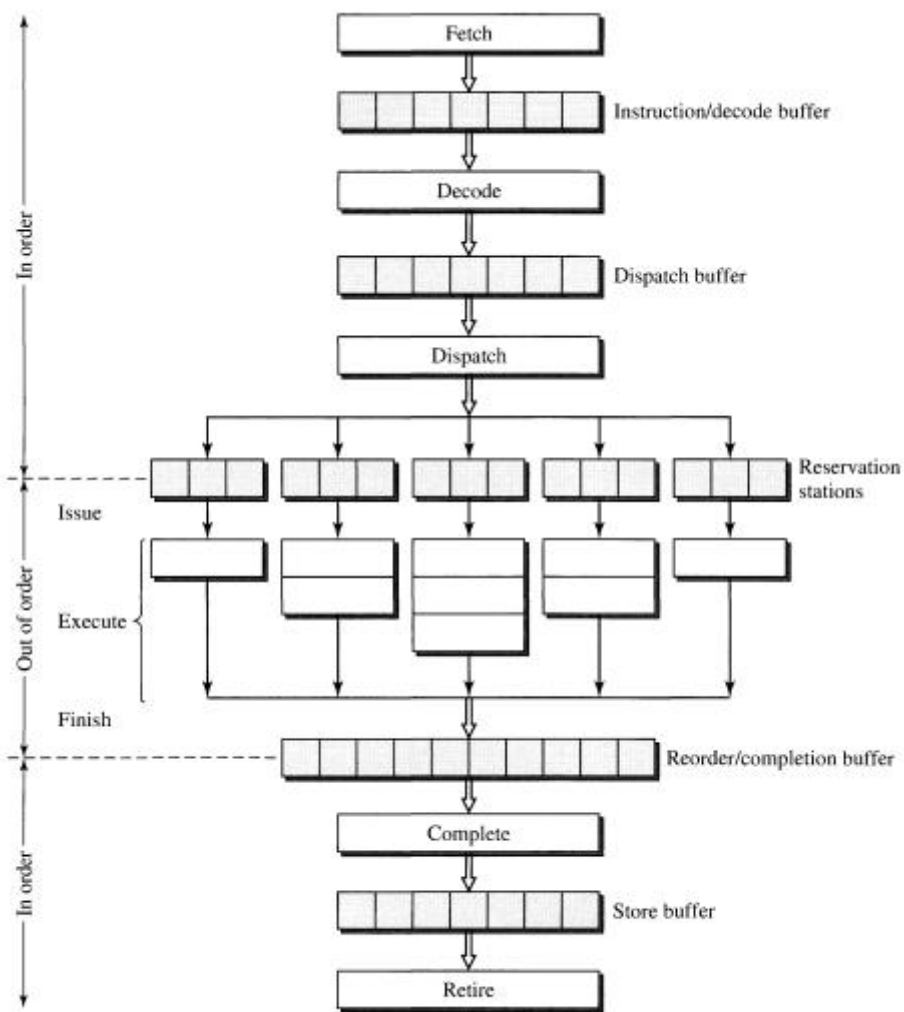 Fetch
Instruction/decode buffer
Decode
In order
Dispatch buffer
Dispatch
Reservation
stations
Issue
Out of order
Execute
Finish
Reorder/completion buffer
Complete
In order
Store buffer
Retire